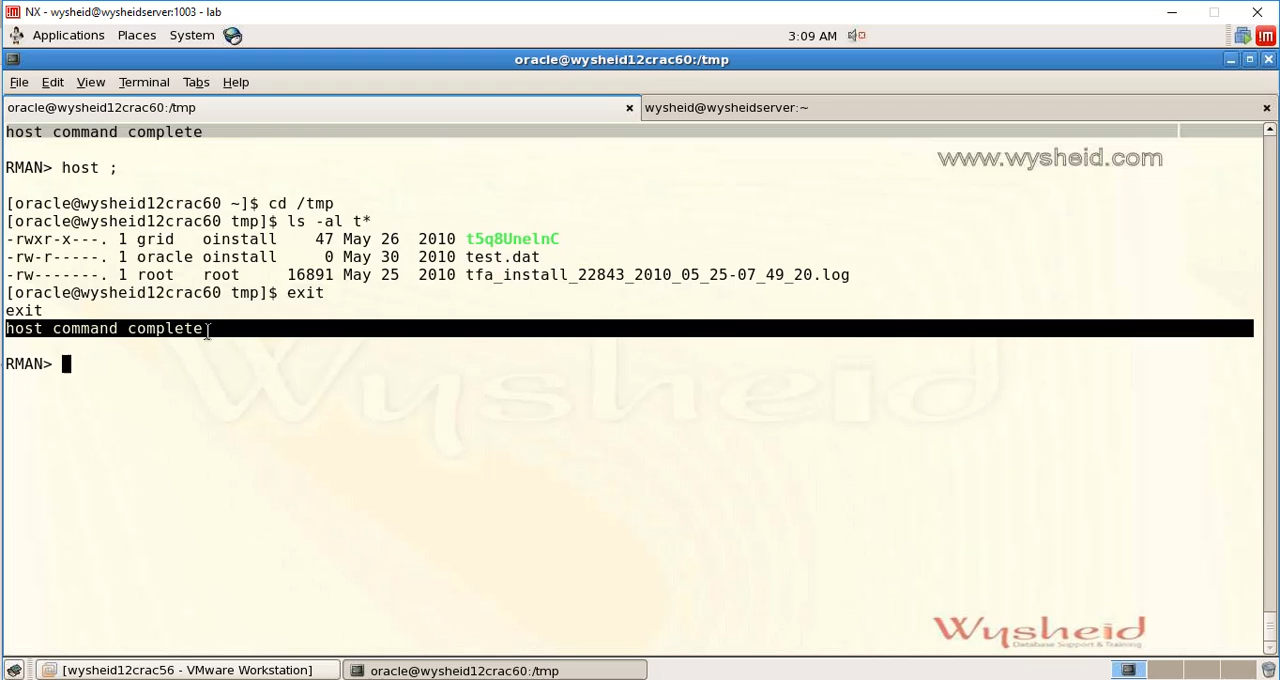 NX - wysheid@wysheidserver:1003 - lab
Applications Places System 3:09 AM
oracle@wysheid12crac60:/tmp
File Edit View Terminal Tabs Help
oracle@wysheid12crac60:/tmp wysheid@wysheidserver:~
host command complete
www.wysheid.com
RMAN> host ;
[oracle@wysheid12crac60 ~]$ cd /tmp
[oracle@wysheid12crac60 tmp]$ ls -al t*
-rwxr-x---. 1 grid   oinstall    47 May 26  2010 t5q8UnelnC
-rw-r-----. 1 oracle oinstall     0 May 30  2010 test.dat
-rw-------. 1 root   root     16891 May 25  2010 tfa_install_22843_2010_05_25-07_49_20.log
[oracle@wysheid12crac60 tmp]$ exit
exit
host command complete
RMAN>
Wysheid
Wysheid
Database Support & Training
[wysheid12crac56 - VMware Workstation] oracle@wysheid12crac60:/tmp